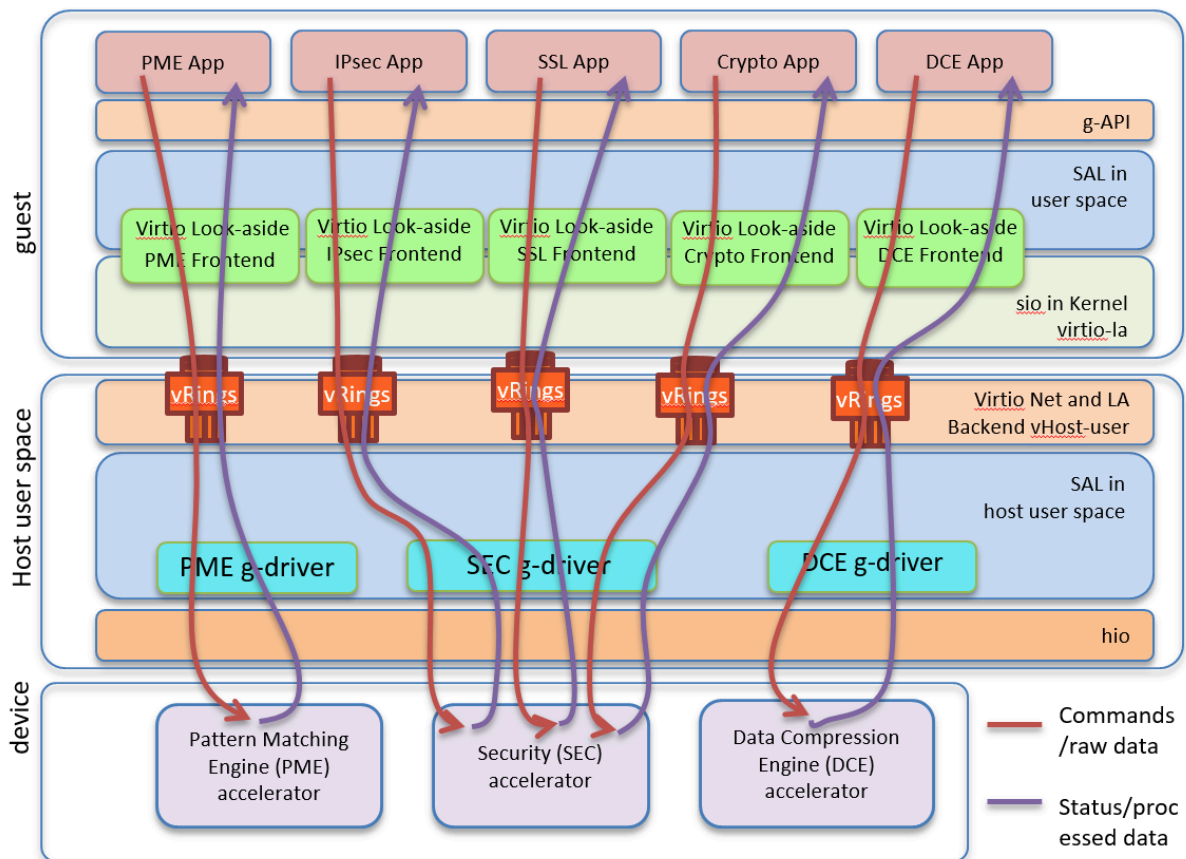 PME App
IPsec App
SSL App
Crypto App
DCE App
g-API
guest
SAL in
user space
Virtio Look-aside
PME Frontend
Virtio Look-aside
IPsec Frontend
Virtio Look-aside
SSL Frontend
Virtio Look-aside
Crypto Frontend
Virtio Look-aside
DCE Frontend
sio in Kernel
virtio-la
vRings
vRings
vRings
vRings
vRings
Virtio Net and LA
Backend vHost-user
Host user space
SAL in
host user space
PME g-driver
SEC g-driver
DCE g-driver
hio
device
Pattern Matching
Engine (PME)
accelerator
Security (SEC)
accelerator
Data Compression
Engine (DCE)
accelerator
Commands
/raw data
Status/proc
essed data